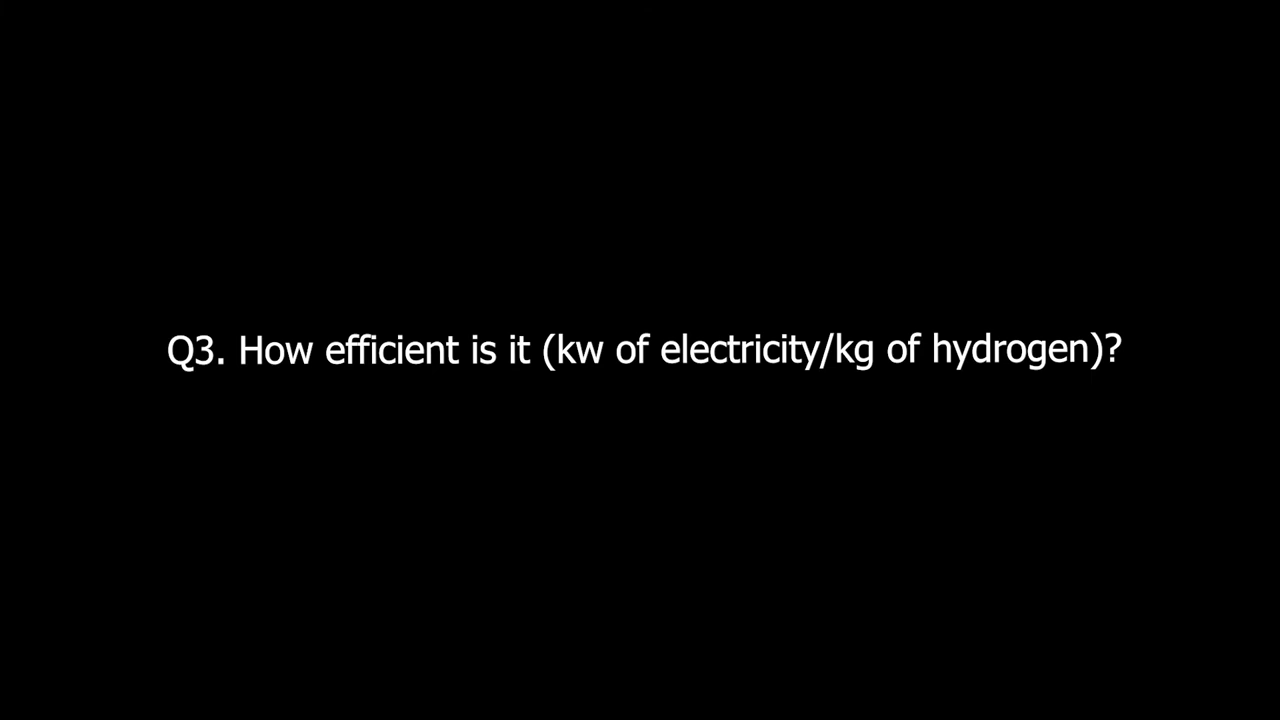 Q3. How efficient is it (kw of electricity/kg of hydrogen)?